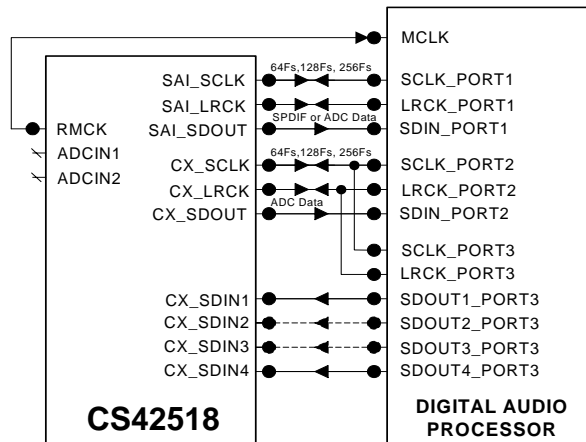 MCLK
64Fs,128Fs, 256Fs
SAI_SCLK
SCLK_PORT1
SAI_LRCK
LRCK_PORT1
SPDIF or ADC Data
RMCK
SAI_SDOUT
SDIN_PORT1
ADCIN1
64Fs,128Fs, 256Fs
CX_SCLK
SCLK_PORT2
ADCIN2
CX_LRCK
LRCK_PORT2
ADC Data
CX_SDOUT
SDIN_PORT2
SCLK_PORT3
LRCK_PORT3
CX_SDIN1
SDOUT1_PORT3
CX_SDIN2
SDOUT2_PORT3
CX_SDIN3
SDOUT3_PORT3
CX_SDIN4
SDOUT4_PORT3
CS42518
DIGITAL AUDIO
PROCESSOR